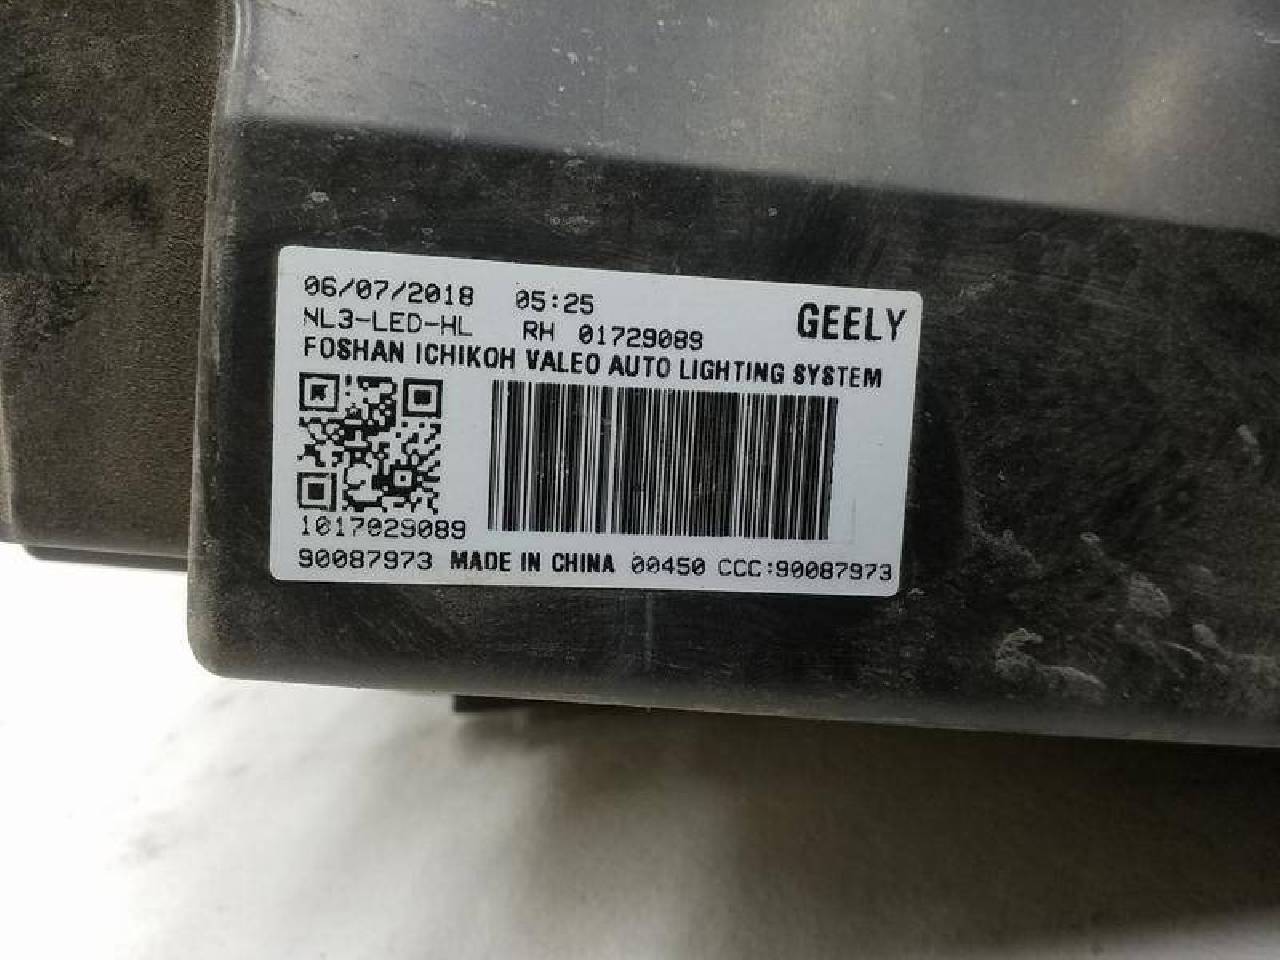 06/07/2018 05:25 GEELY
NL3-LED-HL RH 01729089
FOSHAN ICHIKOH VALEO AUTO LIGHTING SYSTEM
1017029089
90087973 MADE IN CHINA 00450 CCC:90087973